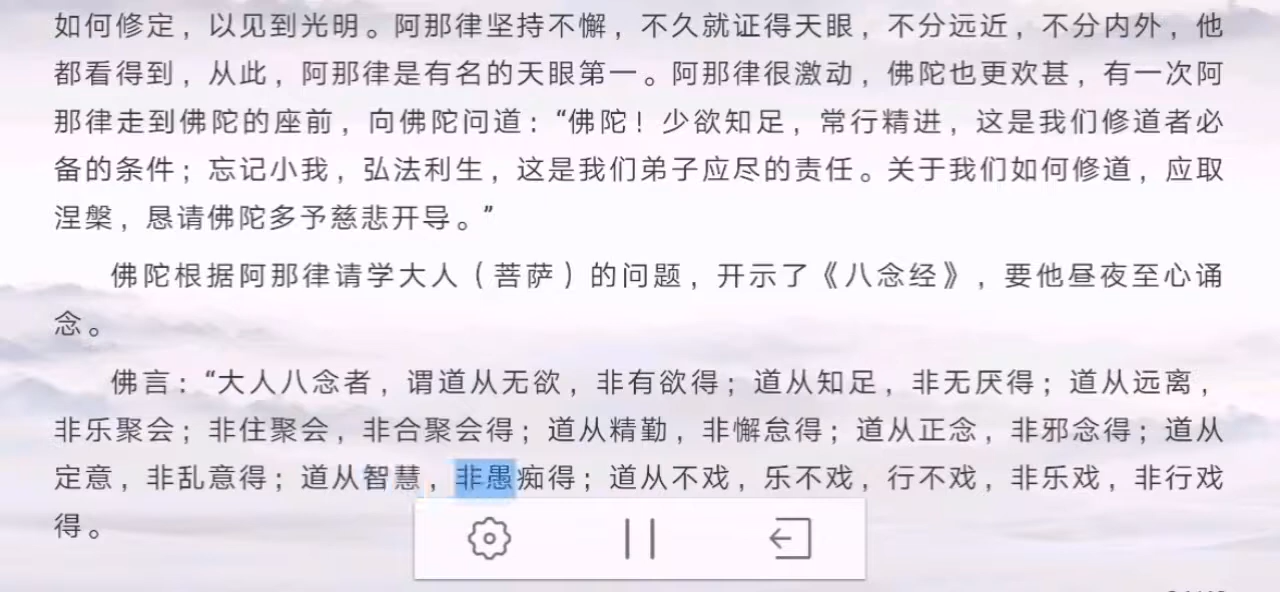 如何修定，以见到光明。阿那律坚持不懈，不久就证得天眼，不分远近，不分内外，他
都看得到，从此，阿那律是有名的天眼第一。阿那律很激动，佛陀也更欢甚，有一次阿
那律走到佛陀的座前，向佛陀问道：“佛陀！少欲知足，常行精进，这是我们修道者必
备的条件；忘记小我，弘法利生，这是我们弟子应尽的责任。关于我们如何修道，应取
涅槃，恳请佛陀多予慈悲开导。”
佛陀根据阿那律请学大人（菩萨）的问题，开示了《八念经》，要他昼夜至心诵
念。
佛言：“大人八念者，谓道从无欲，非有欲得；道从知足，非无厌得；道从远离，
非乐聚会；非住聚会，非合聚会得；道从精勤，非懈怠得；道从正念，非邪念得；道从
定意，非乱意得；道从智慧，非愚痴得；道从不戏，乐不戏，行不戏，非乐戏，非行戏
得。